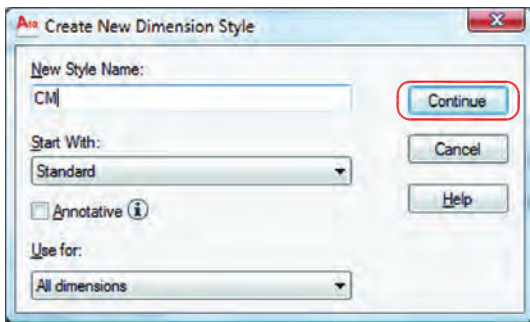 A10 Create New Dimension Style
New Style Name:
CM
Continue
Start With:
Cancel
Standard
Annotative
Help
Use for:
All dimensions